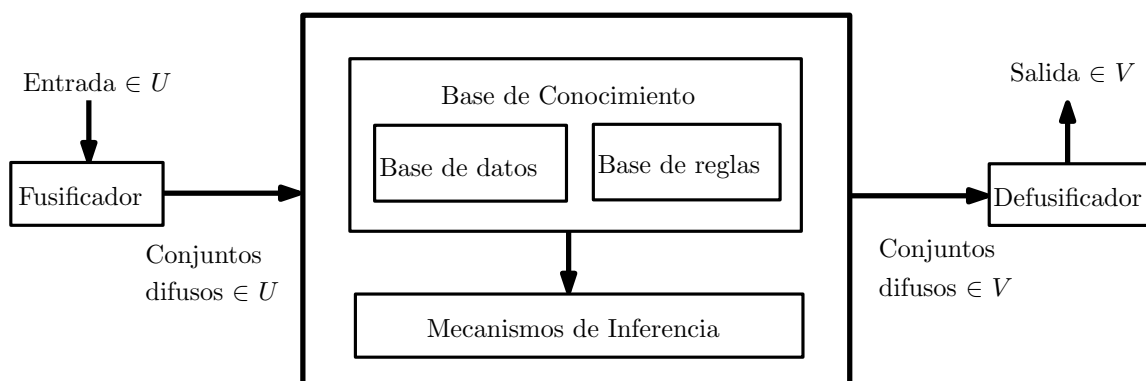 Entrada ∈ U
Fusificador
Conjuntos
difusos ∈ U
Base de Conocimiento
Base de datos
Base de reglas
Mecanismos de Inferencia
Salida ∈ V
Defusificador
Conjuntos
difusos ∈ V